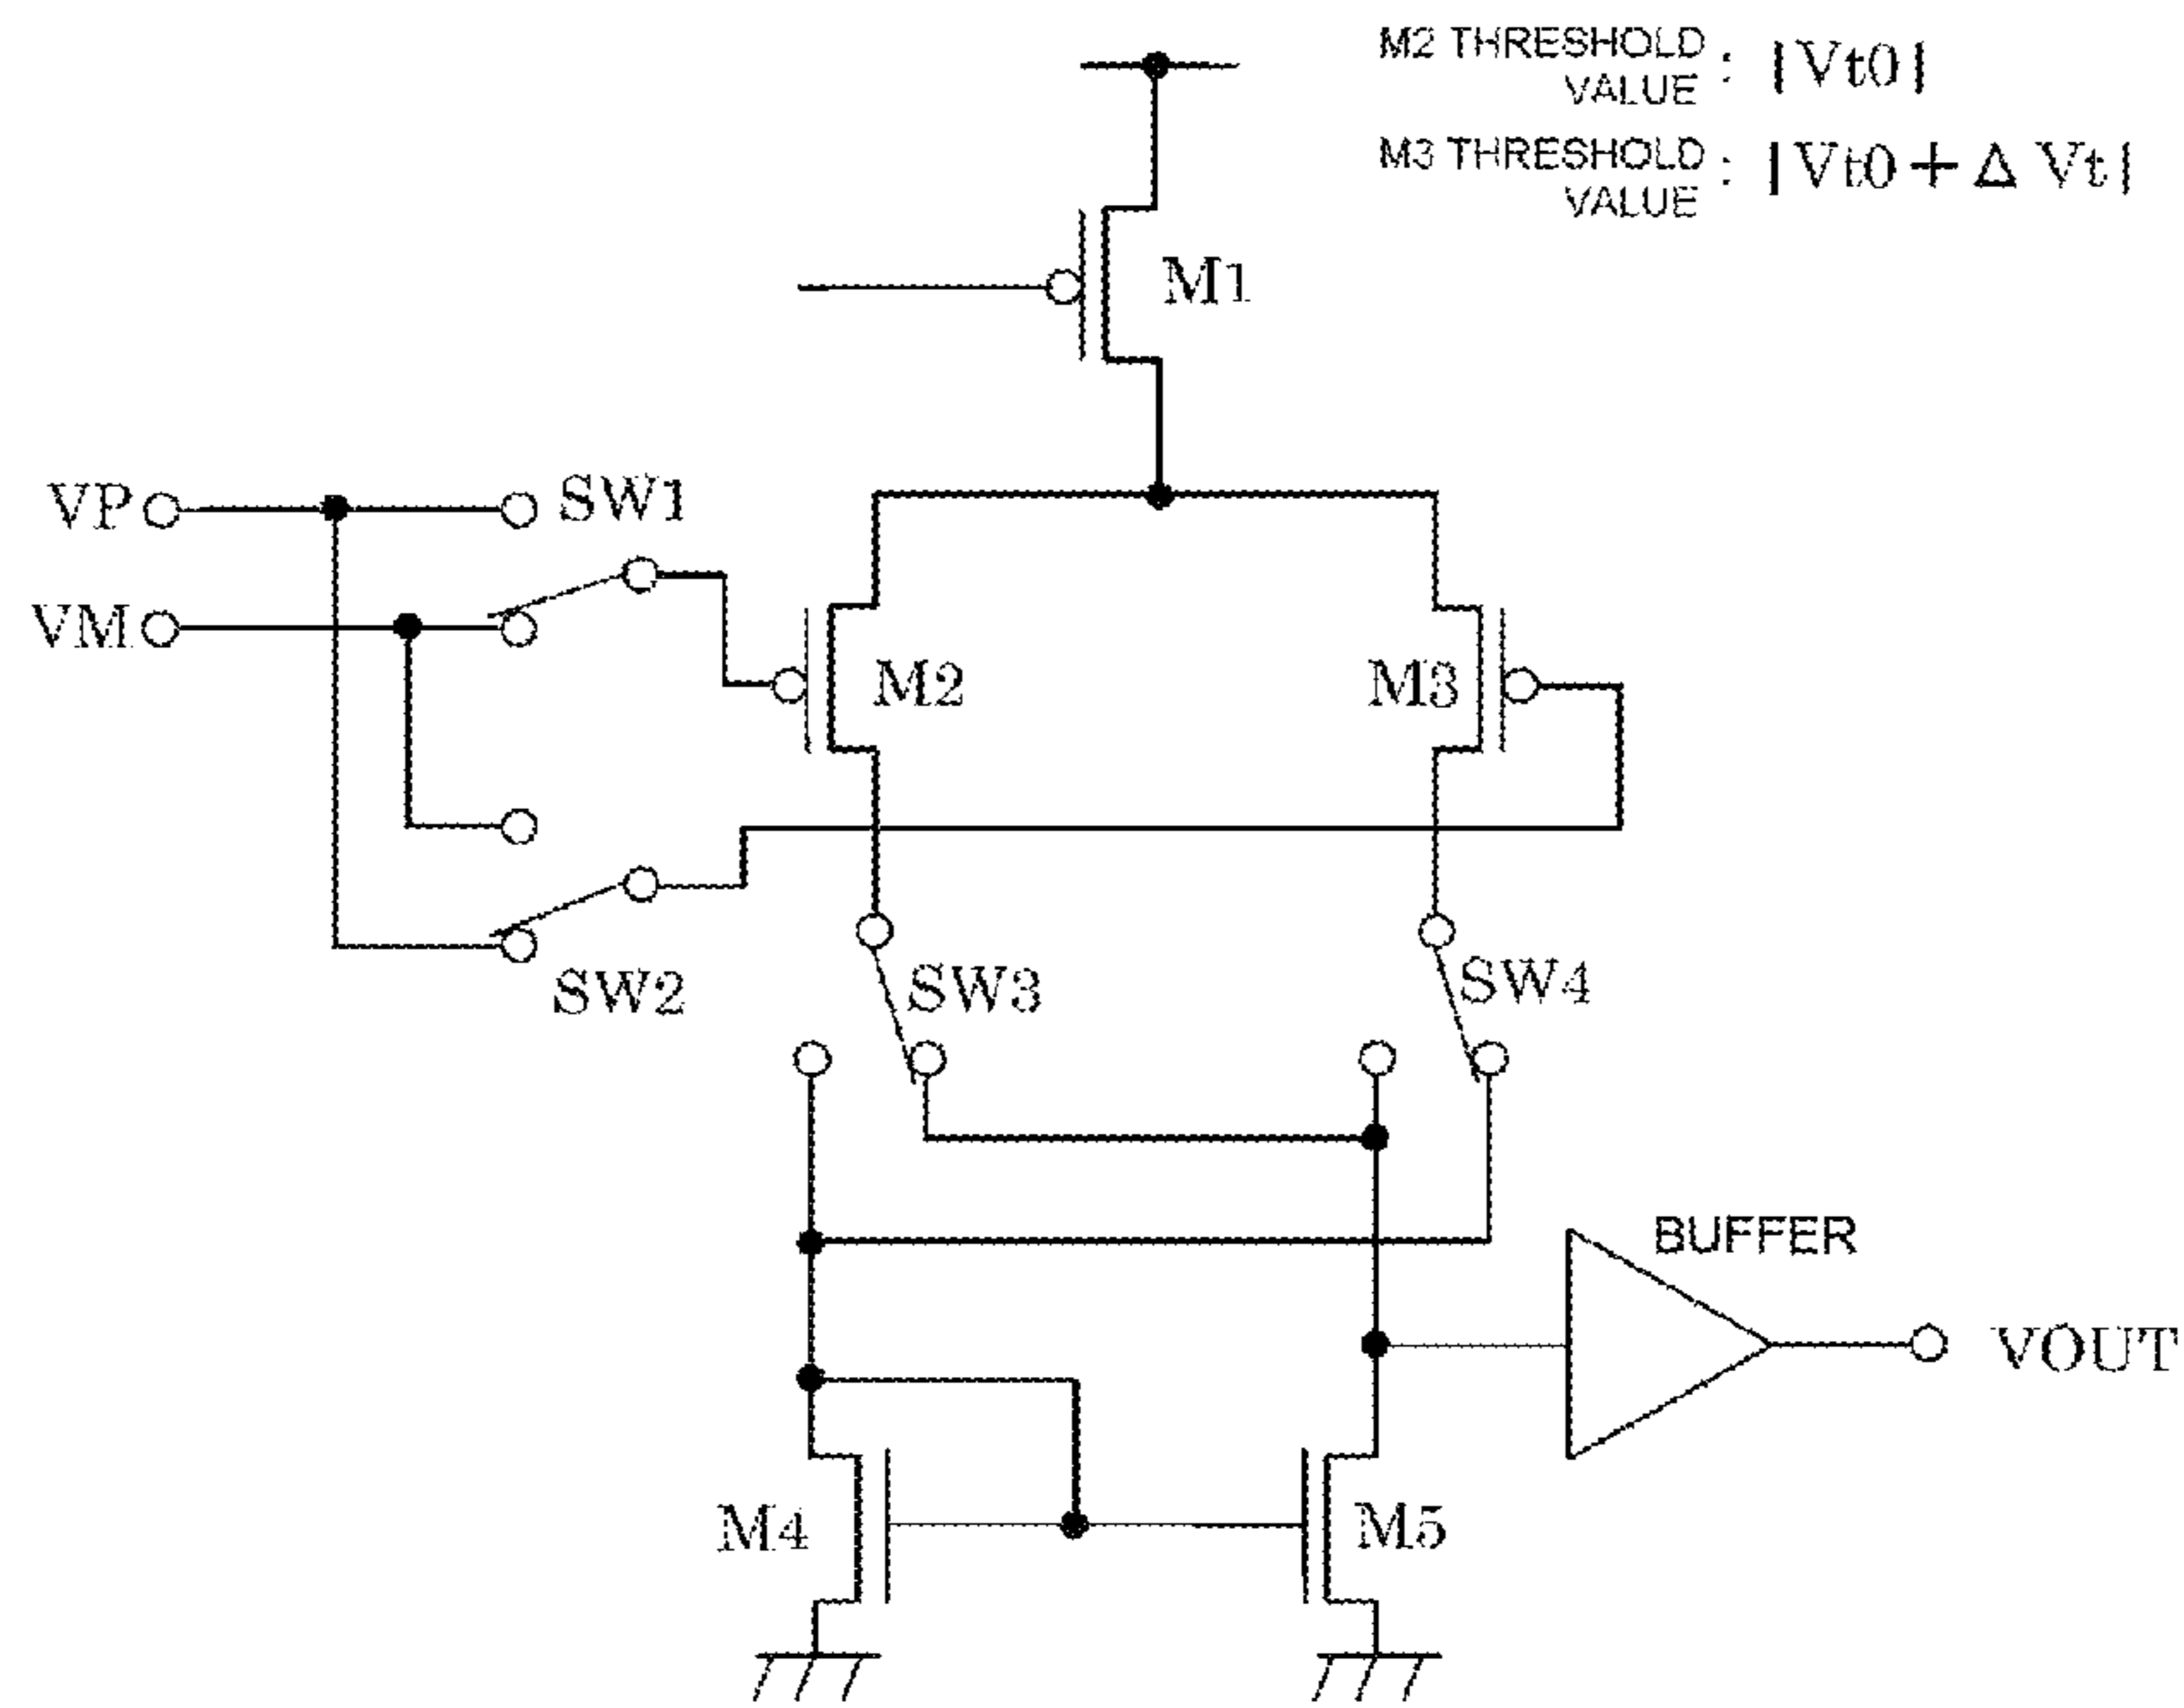 M2 THRESHOLD
VALUE : |Vt0|
M3 THRESHOLD
VALUE : |Vt0+Δ Vt|
M1
VP
SW1
VM
M2
M3
SW2
SW3
SW4
BUFFER
VOUT
M4
M5